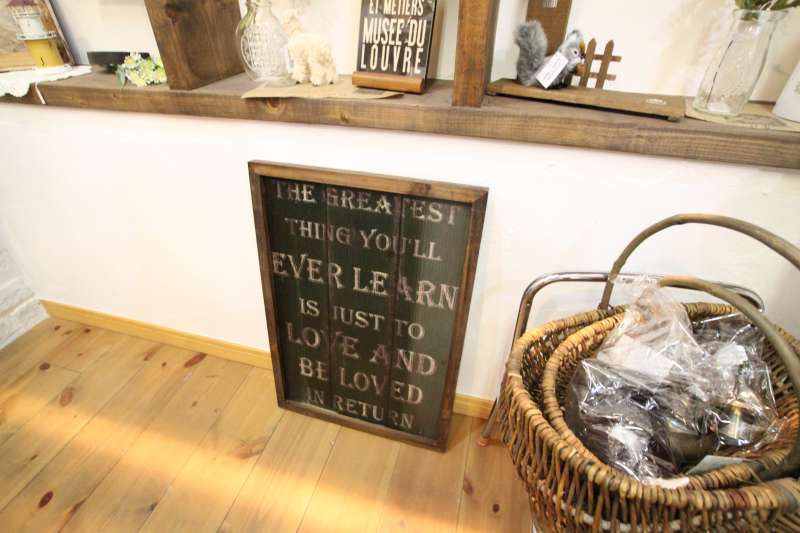 ET METIERS
MUSÉE DU
LOUVRE
THE GREATEST
THING YOU'LL
EVER LEARN
IS JUST TO
LOVE AND
BE LOVED
IN RETURN